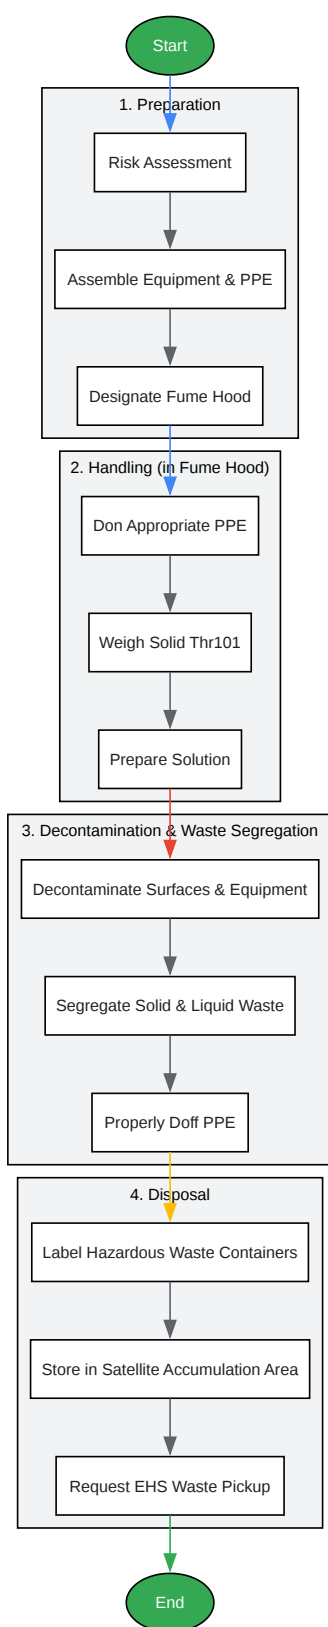 Start
1. Preparation
Risk Assessment
Assemble Equipment & PPE
Designate Fume Hood
2. Handling (in Fume Hood)
Don Appropriate PPE
Weigh Solid Thr101
Prepare Solution
3. Decontamination & Waste Segregation
Decontaminate Surfaces & Equipment
Segregate Solid & Liquid Waste
Properly Doff PPE
4. Disposal
Label Hazardous Waste Containers
Store in Satellite Accumulation Area
Request EHS Waste Pickup
End